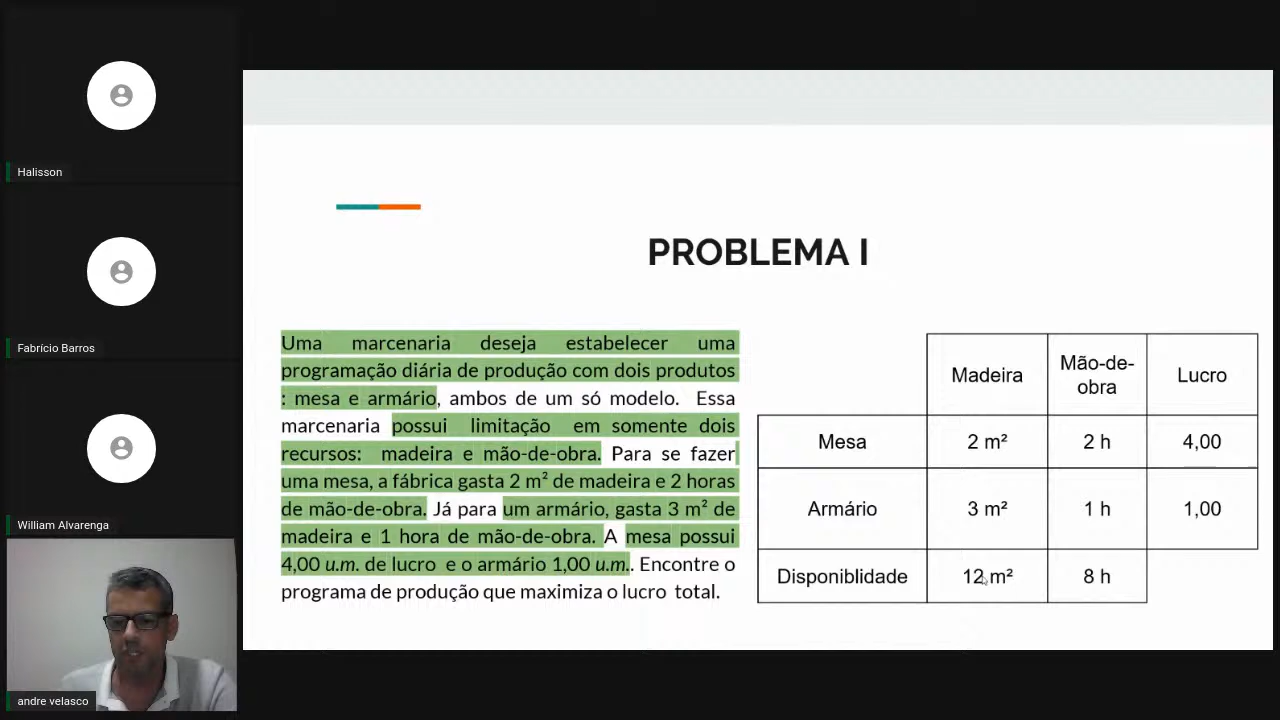 Halisson
Fabrício Barros
William Alvarenga
andre velasco
PROBLEMA I
Uma marcenaria deseja estabelecer uma
programação diária de produção com dois produtos
: mesa e armário, ambos de um só modelo. Essa
marcenaria possui limitação em somente dois
recursos: madeira e mão-de-obra. Para se fazer
uma mesa, a fábrica gasta 2 m² de madeira e 2 horas
de mão-de-obra. Já para um armário, gasta 3 m² de
madeira e 1 hora de mão-de-obra. A mesa possui
4,00 u.m. de lucro e o armário 1,00 u.m.. Encontre o
programa de produção que maximiza o lucro total.
Madeira Mão-de-obra Lucro
Mesa 2 m² 2 h 4,00
Armário 3 m² 1 h 1,00
Disponiblidade 12 m² 8 h